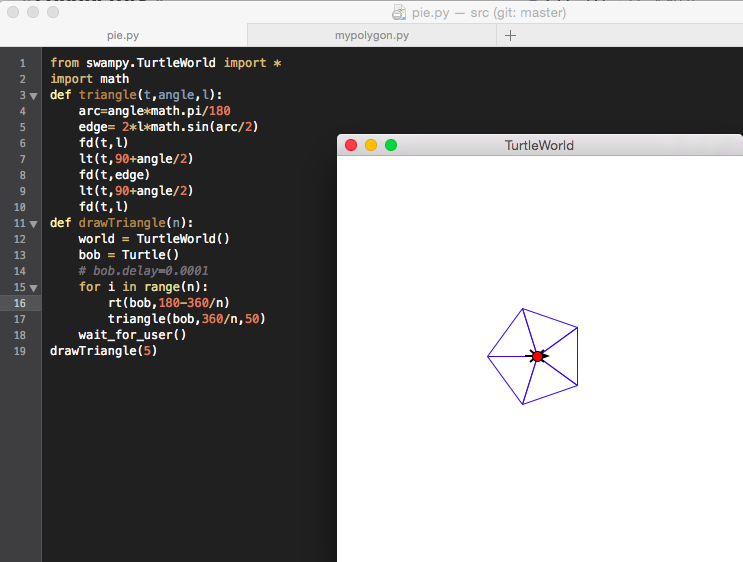 pie.py — src (git: master)
pie.py
mypolygon.py
1 from swampy.TurtleWorld import *
2 import math
3 def triangle(t,angle,l):
4     arc=angle*math.pi/180
5     edge= 2*l*math.sin(arc/2)
6     fd(t,l)
7     lt(t,90+angle/2)
8     fd(t,edge)
9     lt(t,90+angle/2)
10     fd(t,l)
11 def drawTriangle(n):
12     world = TurtleWorld()
13     bob = Turtle()
14     # bob.delay=0.0001
15     for i in range(n):
16         rt(bob,180-360/n)
17         triangle(bob,360/n,50)
18     wait_for_user()
19 drawTriangle(5)
TurtleWorld